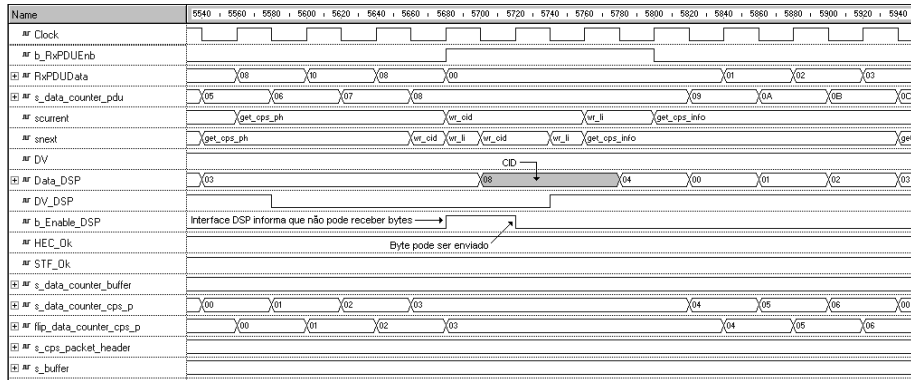 Name 5540 5560 5580 5600 5620 5640 5660 5680 5700 5720 5740 5760 5780 5800 5820 5840 5860 5880 5900 5920 5940
Clock
b_RxPDUEnb
RxPDUData 08 10 08 00 01 02 03
s_data_counter_pdu 05 06 07 08 09 0A 0B 0C
scurrent get_cps_ph wr_cid wr_li get_cps_info
snext get_cps_ph wr_cid wr_li wr_cid wr_li get_cps_info get
DV
CID
Data_DSP 03 08 04 00 01 02 03
DV_DSP
b_Enable_DSP Interface DSP informa que não pode receber bytes
HEC_Ok Byte pode ser enviado
STF_Ok
s_data_counter_buffer
s_data_counter_cps_p 00 01 02 03 04 05 06 00
flip_data_counter_cps_p 00 01 02 03 04 05 06
s_cps_packet_header
s_buffer